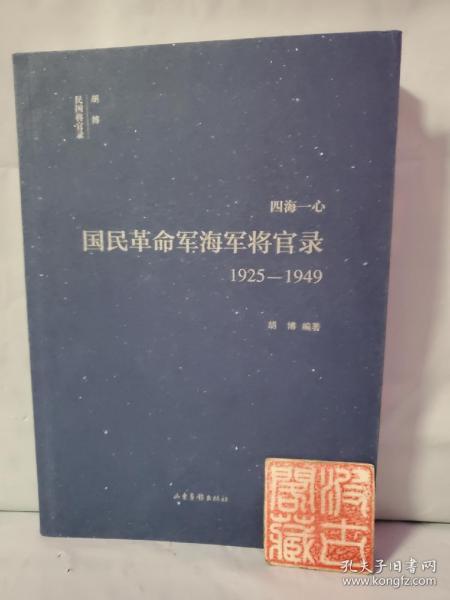 胡博
民国将官录
四海一心
国民革命军海军将官录
1925—1949
胡 博 编著
山东画报出版社
孔夫子旧书网
www.kongfz.com